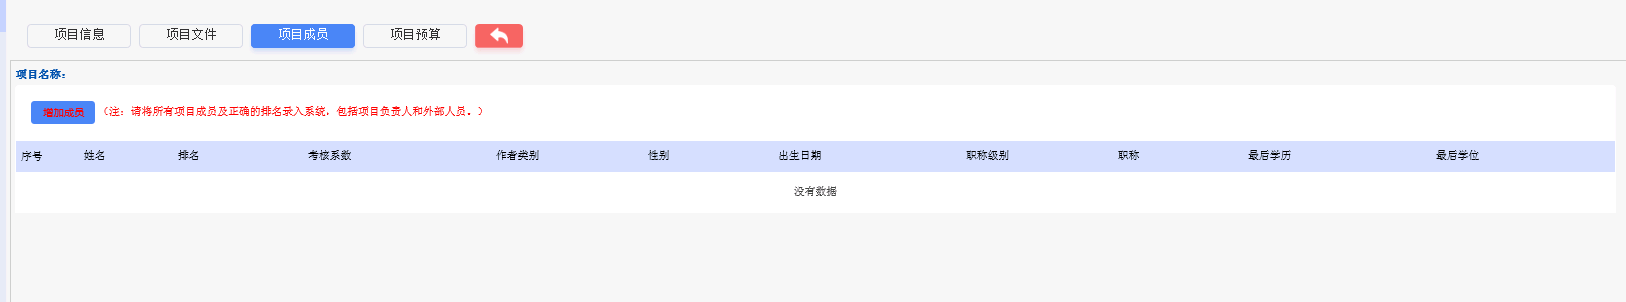 项目信息 项目文件 项目成员 项目预算
项目名称:
增加成员 (注:请将所有项目成员及正确的排名录入系统,包括项目负责人和外部人员。)
序号 姓名 排名 考核系数 作者类别 性别 出生日期 职称级别 职称 最后学历 最后学位
没有数据